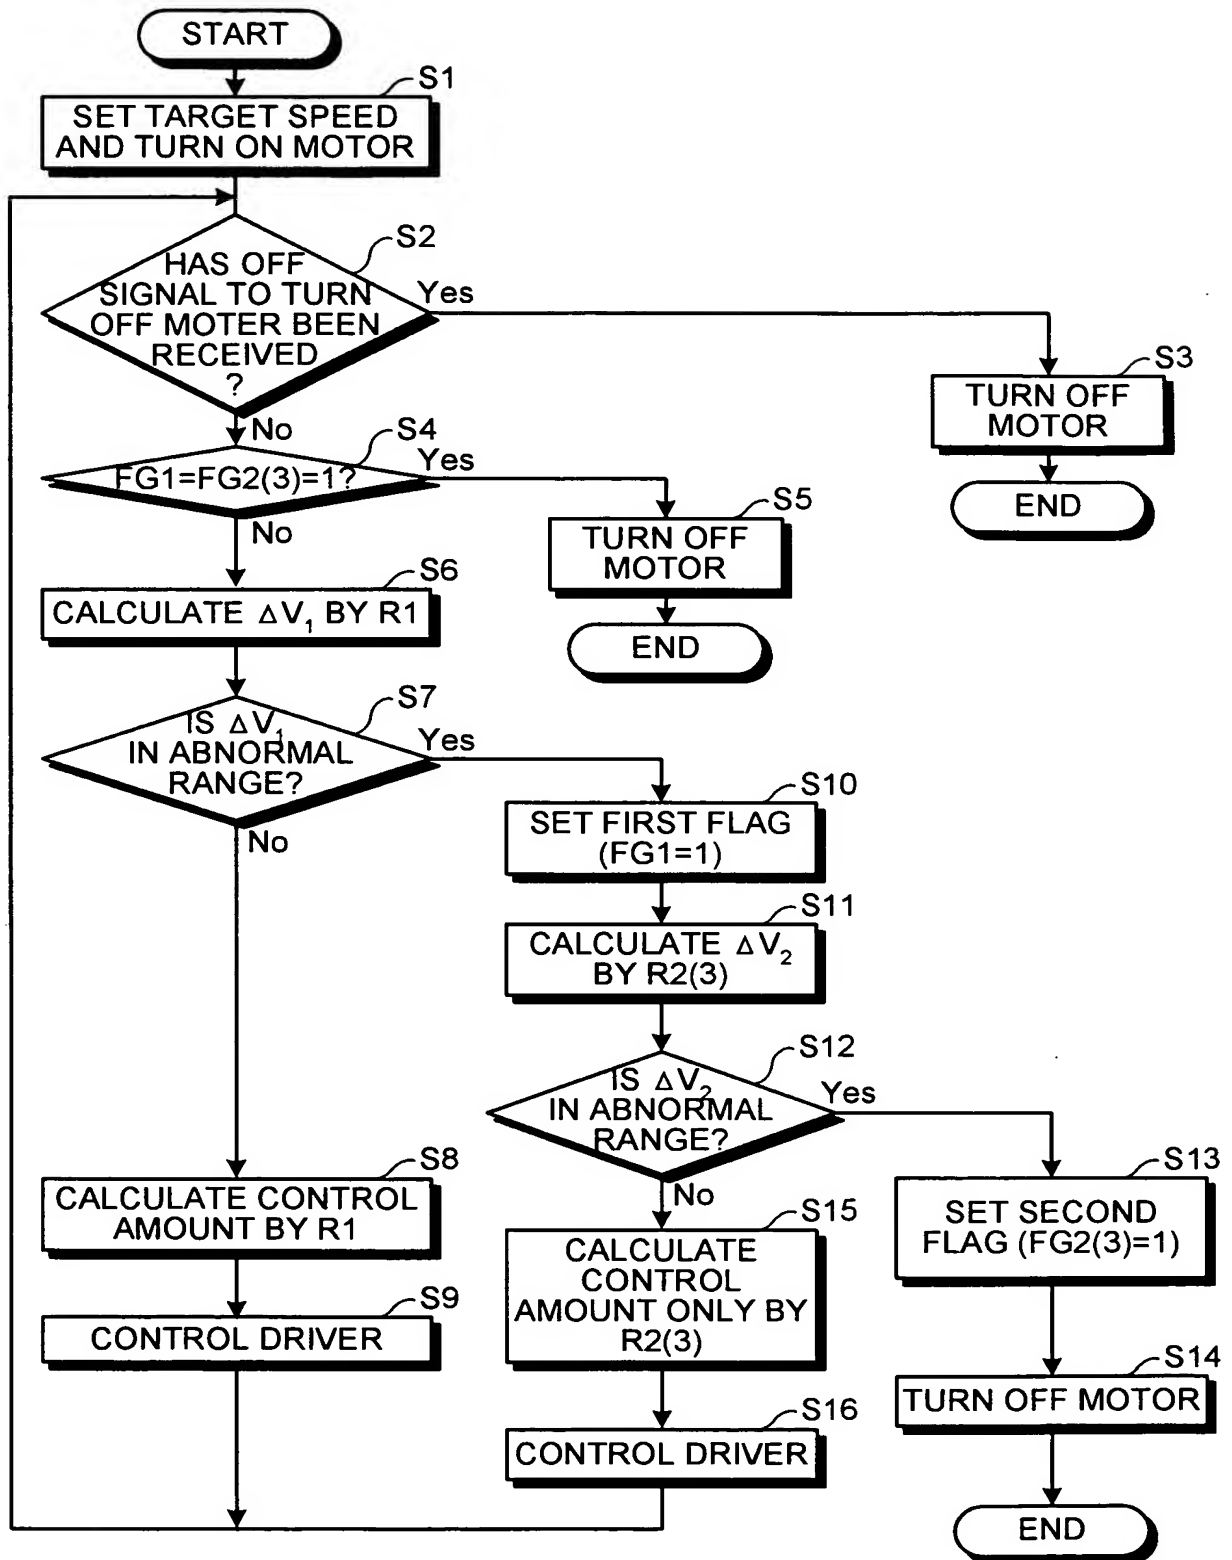 START
S1
SET TARGET SPEED
AND TURN ON MOTOR
S2
HAS OFF
SIGNAL TO TURN
OFF MOTER BEEN
RECEIVED
?
Yes
No
S3
TURN OFF
MOTOR
END
S4
FG1=FG2(3)=1?
Yes
No
S5
TURN OFF
MOTOR
END
S6
CALCULATE ΔV₁ BY R1
S7
IS ΔV₁
IN ABNORMAL
RANGE?
Yes
No
S10
SET FIRST FLAG
(FG1=1)
S11
CALCULATE ΔV₂
BY R2(3)
S12
IS ΔV₂
IN ABNORMAL
RANGE?
Yes
No
S8
CALCULATE CONTROL
AMOUNT BY R1
S9
CONTROL DRIVER
S15
CALCULATE
CONTROL
AMOUNT ONLY BY
R2(3)
S16
CONTROL DRIVER
S13
SET SECOND
FLAG (FG2(3)=1)
S14
TURN OFF MOTOR
END